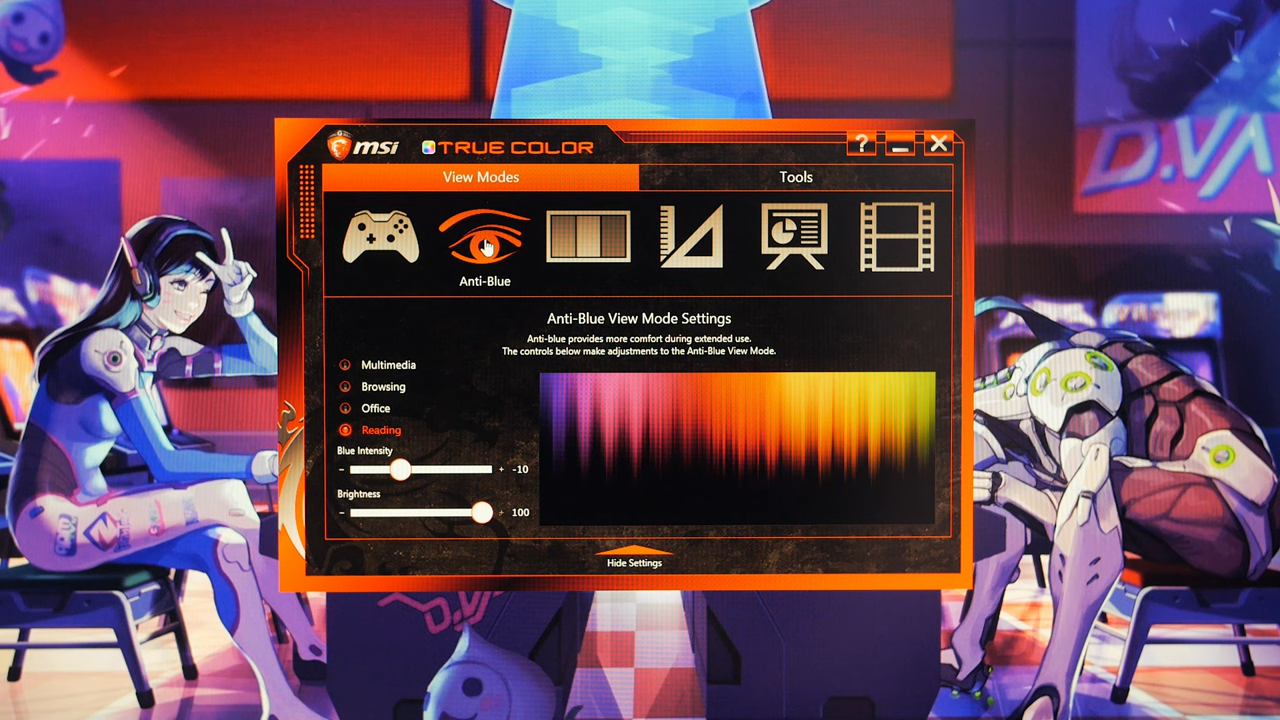 msi TRUE COLOR
? _ X
View Modes
Tools
Anti-Blue
Anti-Blue View Mode Settings
Anti-blue provides more comfort during extended use.
The controls below make adjustments to the Anti-Blue View Mode.
Multimedia
Browsing
Office
Reading
Blue Intensity
- + -10
Brightness
- + 100
Hide Settings
D.VA
D.VA